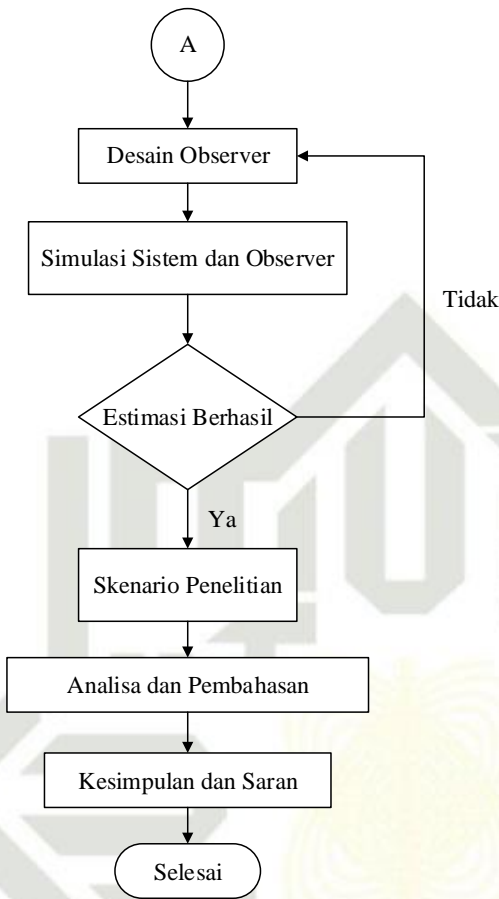 A
Desain Observer
Simulasi Sistem dan Observer
Tidak
Estimasi Berhasil
Ya
Skenario Penelitian
Analisa dan Pembahasan
Kesimpulan dan Saran
Selesai